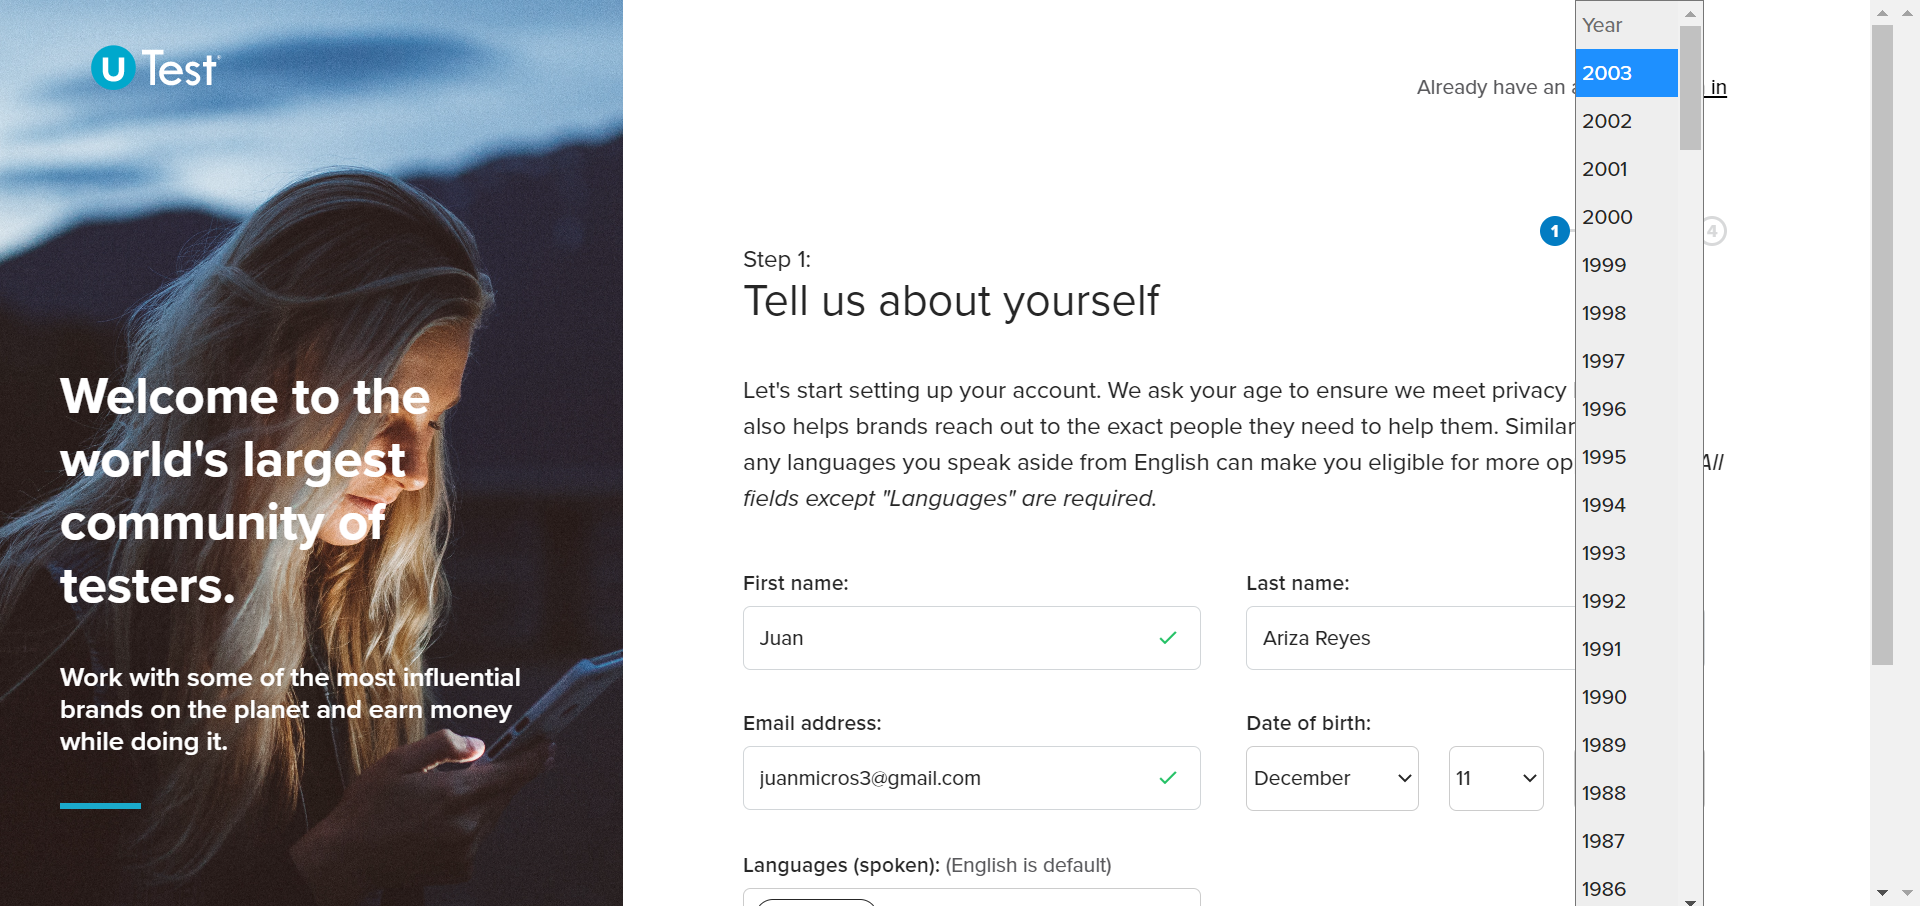 u Test
Welcome to the
world's largest
community of
testers.
Work with some of the most influential
brands on the planet and earn money
while doing it.
Already have an in
1
4
Step 1:
Tell us about yourself
Let's start setting up your account. We ask your age to ensure we meet privacy
also helps brands reach out to the exact people they need to help them.
any languages you speak aside from English can make you eligible for more All
fields except "Languages" are required.
First name:
Juan
Last name:
Ariza Reyes
Email address:
juanmicros3@gmail.com
Date of birth:
December
11
Languages (spoken): (English is default)
Year
2003
2002
2001
2000
1999
1998
1997
1996
1995
1994
1993
1992
1991
1990
1989
1988
1987
1986